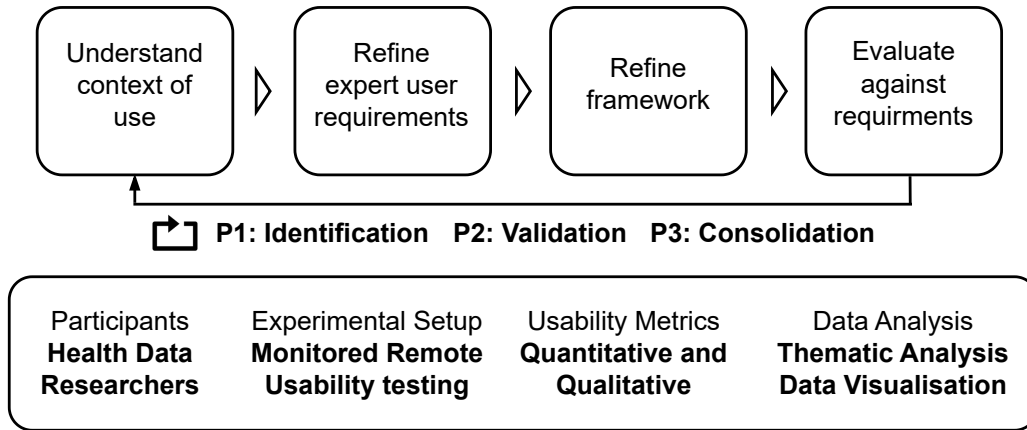 Understand
context of
use
Refine
expert user
requirements
Refine
framework
Evaluate
against
requirments
P1: Identification P2: Validation P3: Consolidation
Participants
Health Data
Researchers
Experimental Setup
Monitored Remote
Usability testing
Usability Metrics
Quantitative and
Qualitative
Data Analysis
Thematic Analysis
Data Visualisation